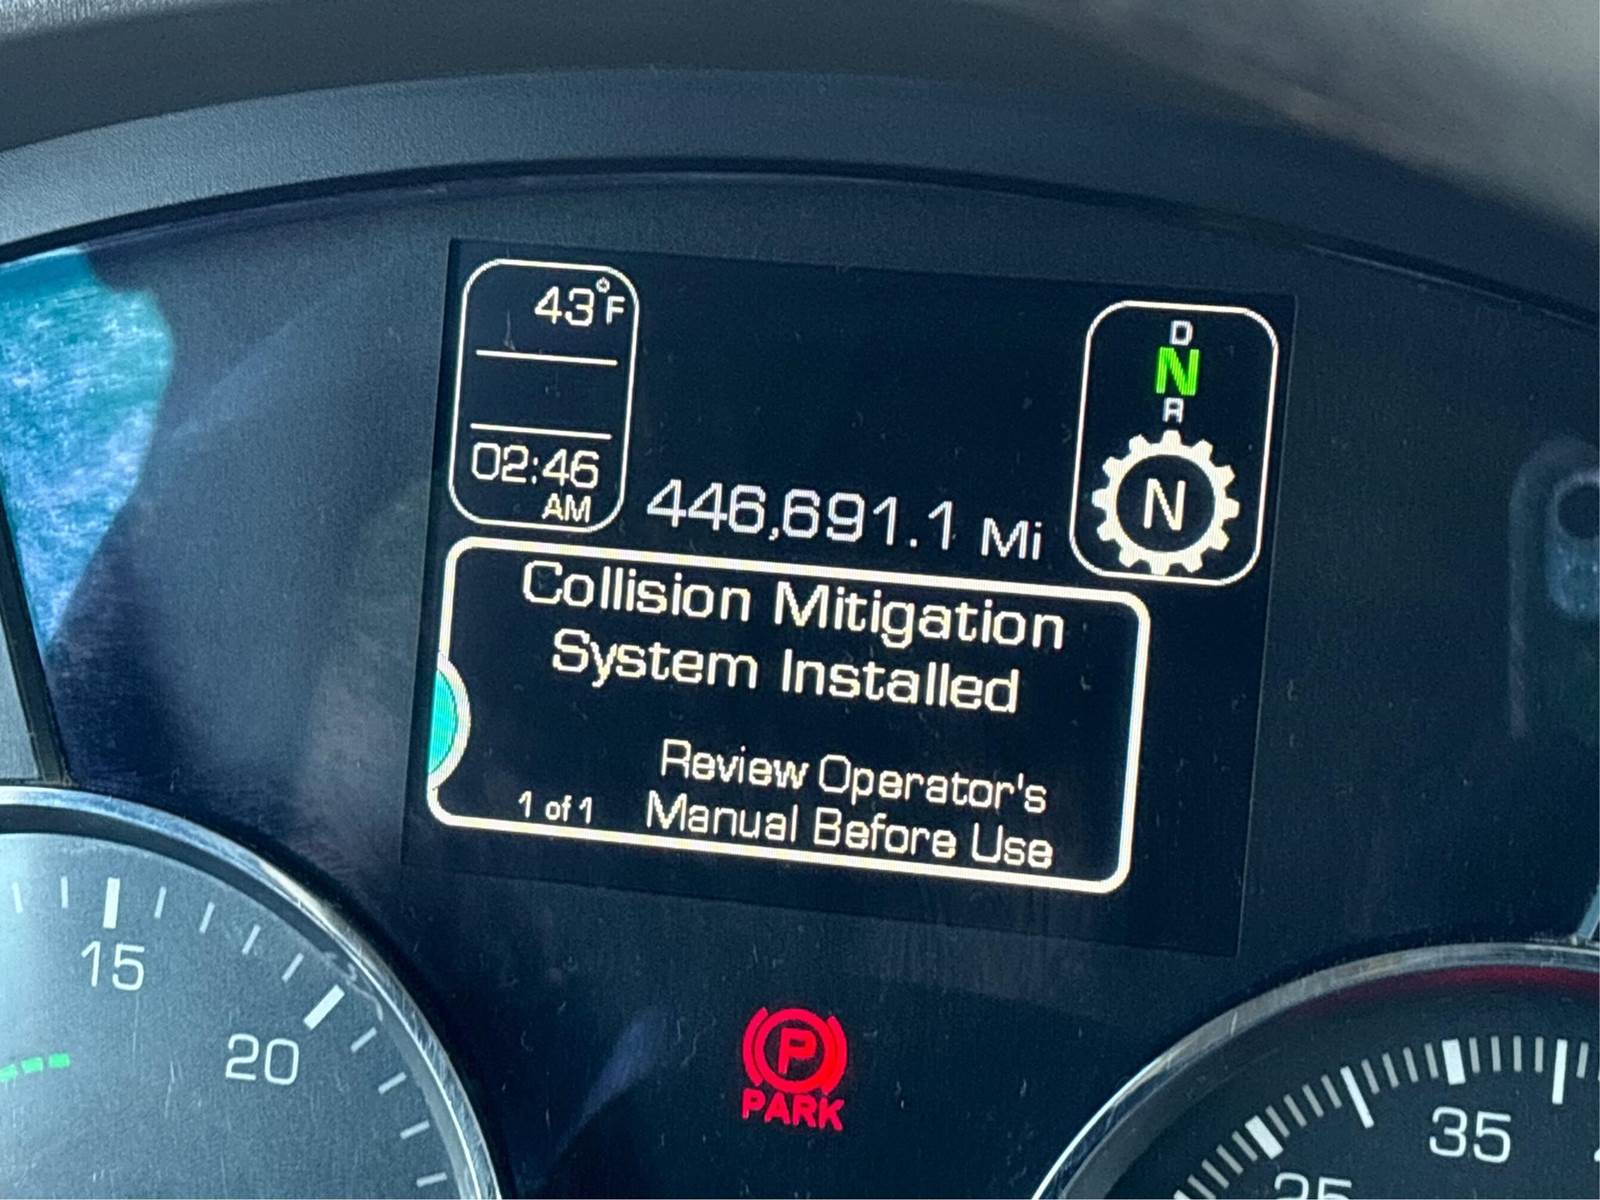 43°F
02:46
AM
446,691.1 Mi
D
N
R
N
Collision Mitigation
System Installed
Review Operator's
1 of 1 Manual Before Use
15
20
P
PARK
35
25